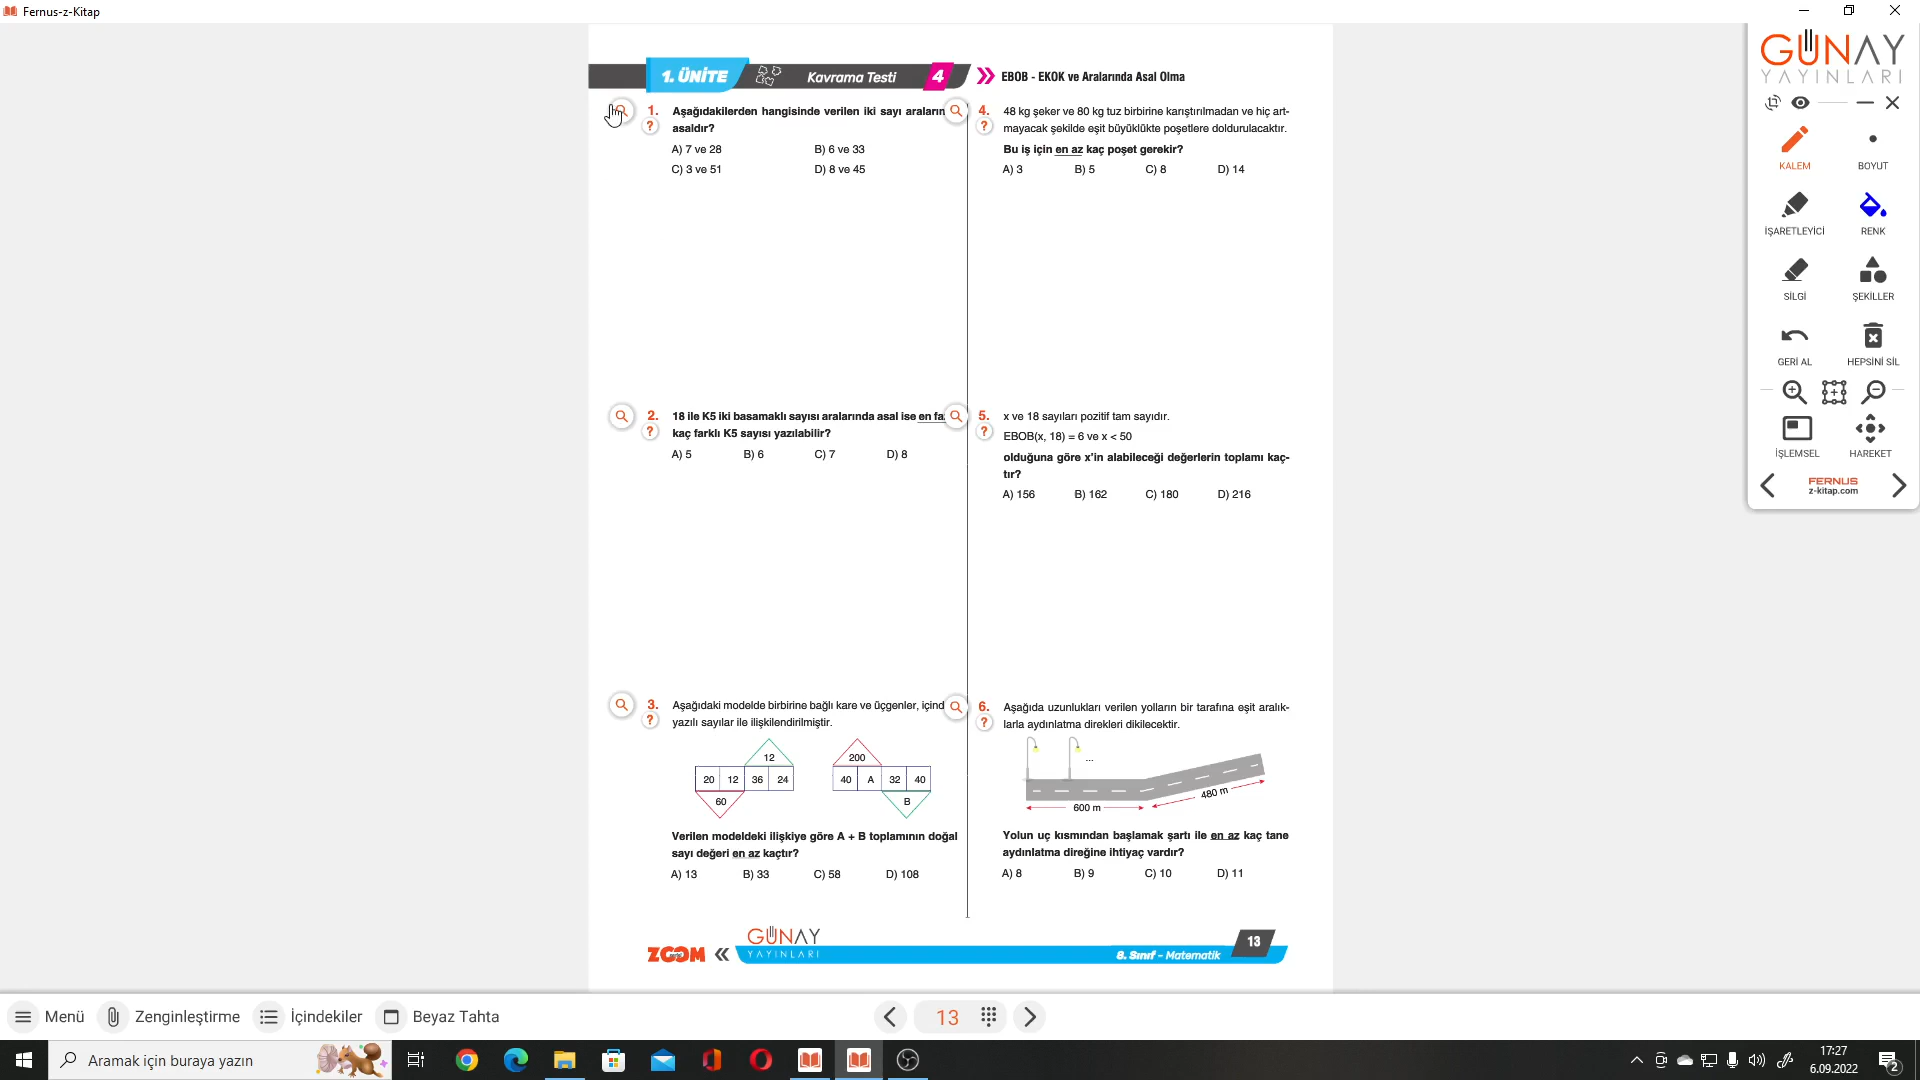 Fernus-z-Kitap
1. ÜNİTE
Kavrama Testi
4
EBOB - EKOK ve Aralarında Asal Olma
1. Aşağıdakilerden hangisinde verilen iki sayı araların
asaldır?
A) 7 ve 28 B) 6 ve 33
C) 3 ve 51 D) 8 ve 45
2. 18 ile K5 iki basamaklı sayısı aralarında asal ise en fa
kaç farklı K5 sayısı yazılabilir?
A) 5 B) 6 C) 7 D) 8
3. Aşağıdaki modelde birbirine bağlı kare ve üçgenler, içind
yazılı sayılar ile ilişkilendirilmiştir.
12
20 12 36 24
60
200
40 A 32 40
B
Verilen modeldeki ilişkiye göre A + B toplamının doğal
sayı değeri en az kaçtır?
A) 13 B) 33 C) 58 D) 108
4. 48 kg şeker ve 80 kg tuz birbirine karıştırılmadan ve hiç art-
mayacak şekilde eşit büyüklükte poşetlere doldurulacaktır.
Bu iş için en az kaç poşet gerekir?
A) 3 B) 5 C) 8 D) 14
5. x ve 18 sayıları pozitif tam sayıdır.
EBOB(x, 18) = 6 ve x < 50
olduğuna göre x'in alabileceği değerlerin toplamı kaç-
tır?
A) 156 B) 162 C) 180 D) 216
6. Aşağıda uzunlukları verilen yolların bir tarafına eşit aralık-
larla aydınlatma direkleri dikilecektir.
...
600 m
480 m
Yolun uç kısmından başlamak şartı ile en az kaç tane
aydınlatma direğine ihtiyaç vardır?
A) 8 B) 9 C) 10 D) 11
ZOOM
GÜNAY
YAYINLARI
8. Sınıf - Matematik
13
GÜNAY
YAYINLARI
KALEM
BOYUT
İŞARETLEYİCİ
RENK
SİLGİ
ŞEKİLLER
GERİ AL
HEPSİNİ SİL
İŞLEMSEL
HAREKET
FERNUS
z-kitap.com
Menü
Zenginleştirme
İçindekiler
Beyaz Tahta
13
Aramak için buraya yazın
17:27
6.09.2022
2